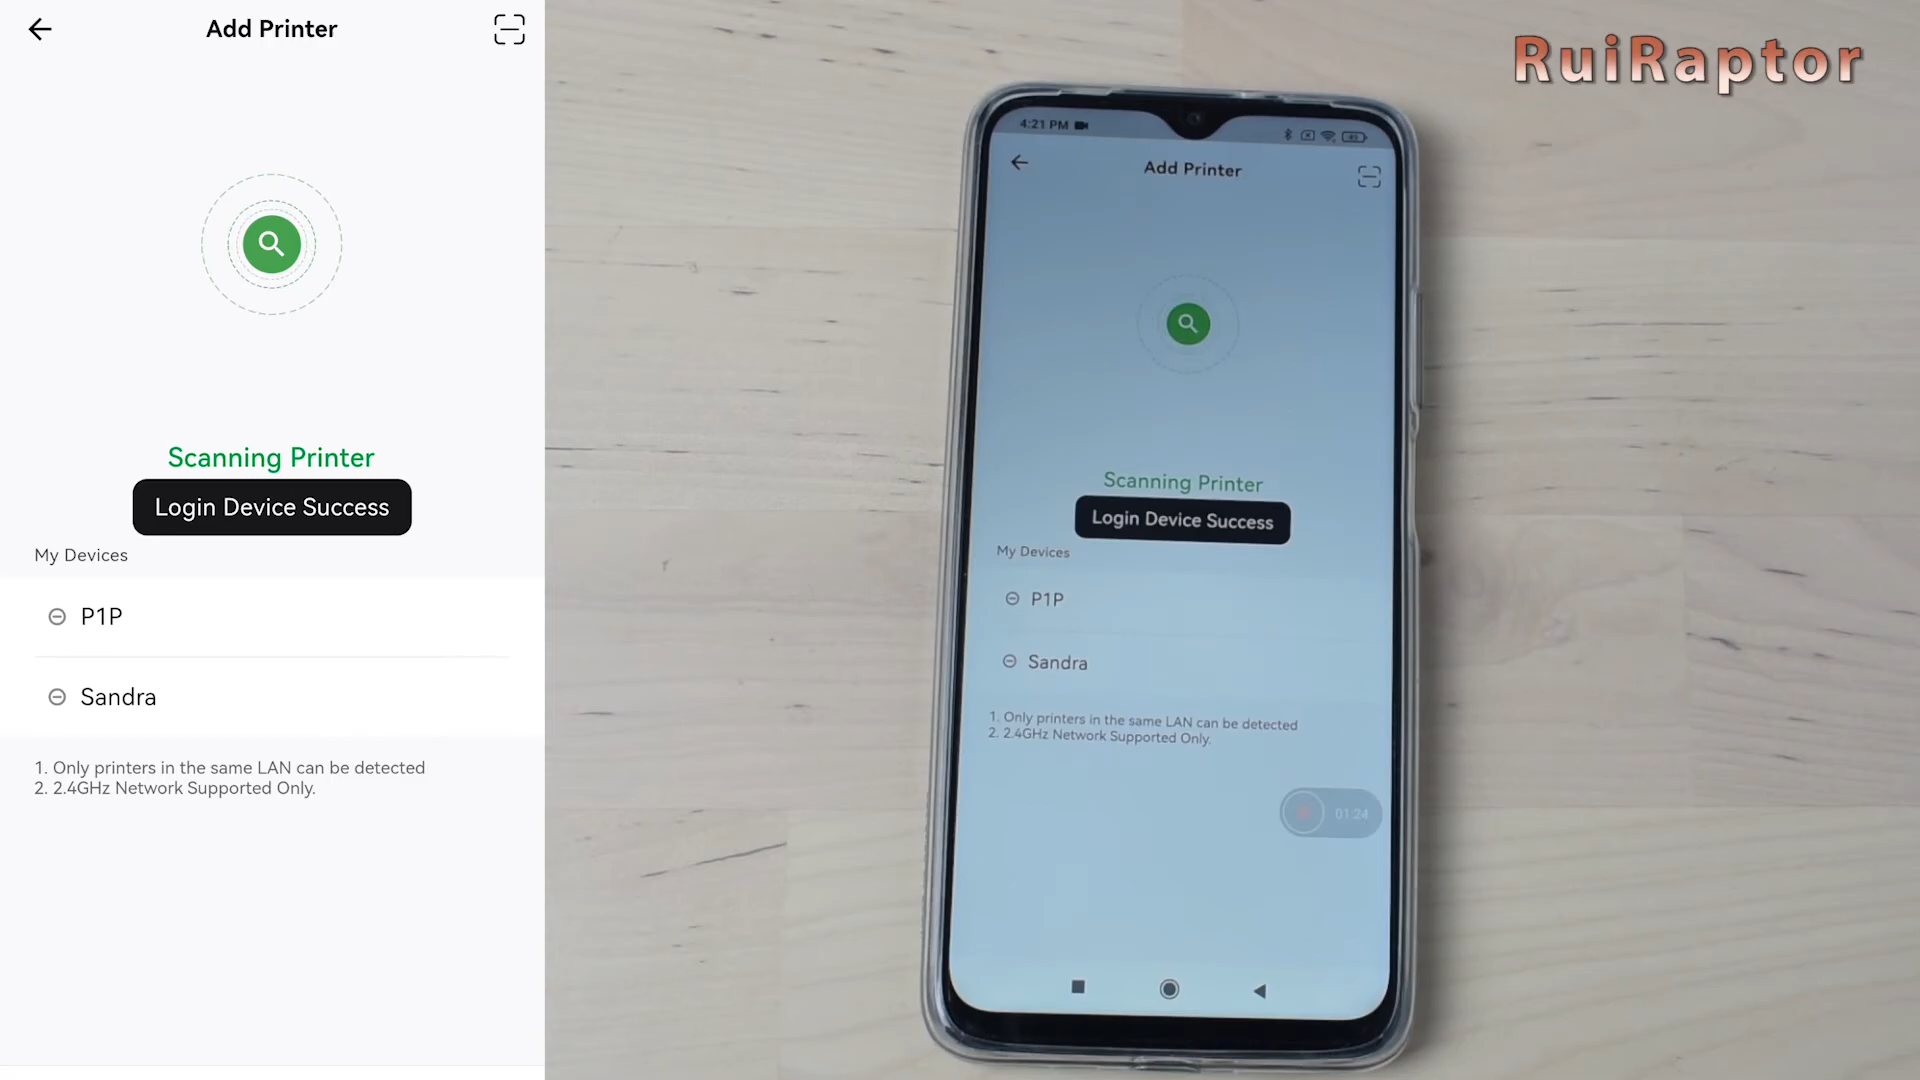 Add Printer
Scanning Printer
Login Device Success
My Devices
P1P
Sandra
1. Only printers in the same LAN can be detected
2. 2.4GHz Network Supported Only.
RuiRaptor
4:21 PM
Add Printer
Scanning Printer
Login Device Success
My Devices
P1P
Sandra
1. Only printers in the same LAN can be detected
2. 2.4GHz Network Supported Only.
01:24